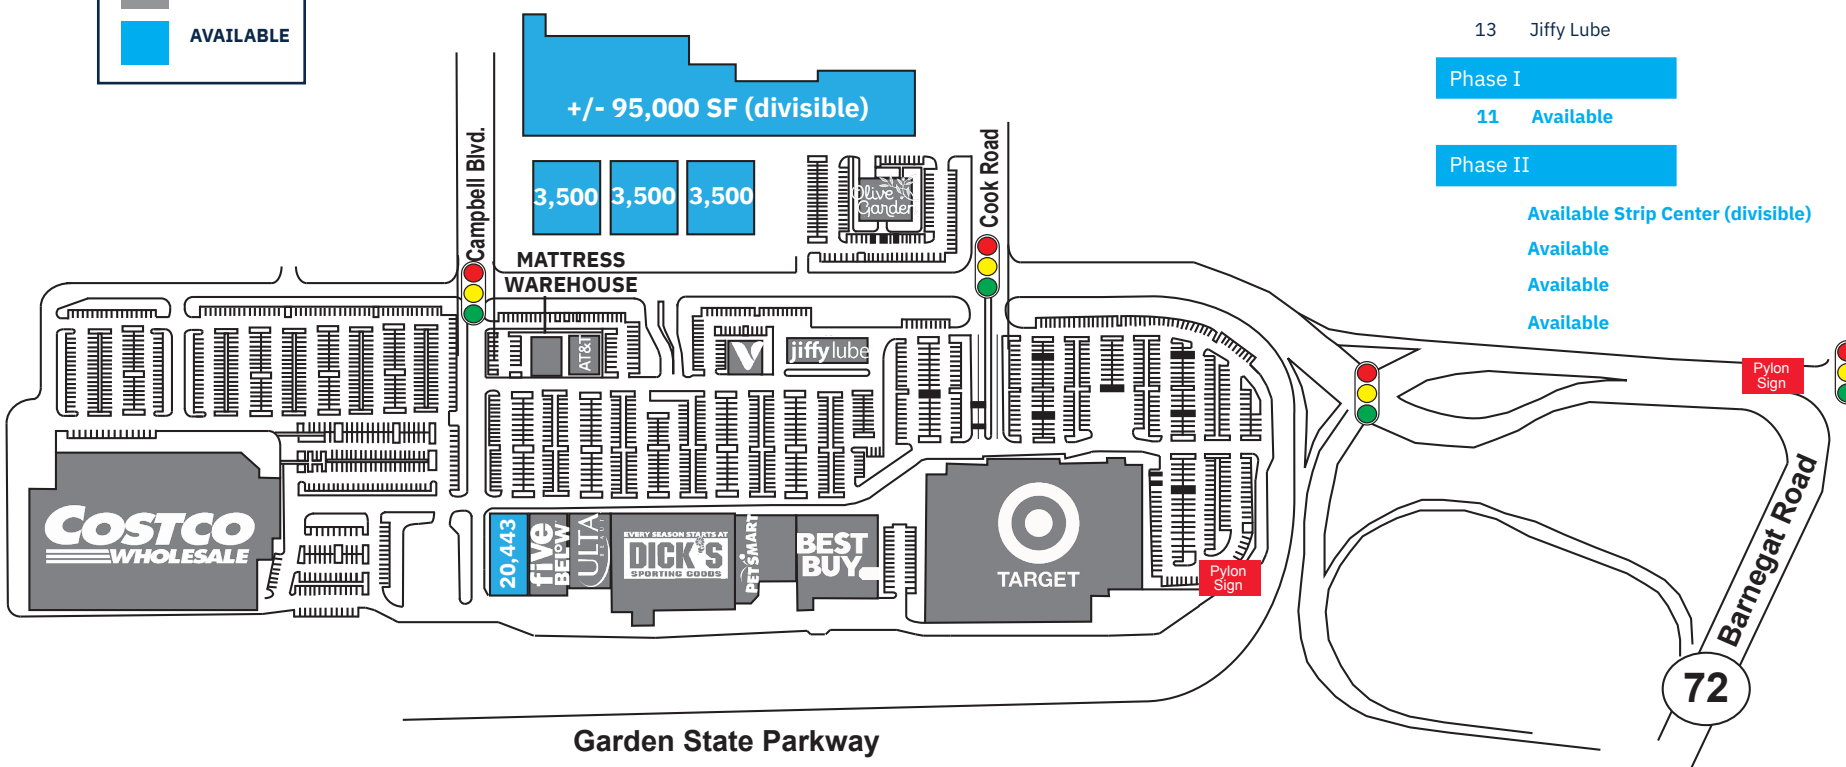 AVAILABLE
13 Jiffy Lube
Phase I
11 Available
Phase II
Available Strip Center (divisible)
Available
Available
Available
+/- 95,000 SF (divisible)
Campbell Blvd.
3,500
3,500
3,500
Olive
Garden
Cook Road
MATTRESS
WAREHOUSE
AT&T
V
jiffy lube
Pylon
Sign
COSTCO
WHOLESALE
20,443
five
BELOW
ULTA
BEAUTY
EVERY SEASON STARTS AT
DICK'S
SPORTING GOODS
PETSMART
BEST
BUY
TARGET
Pylon
Sign
Barnegat Road
72
Garden State Parkway